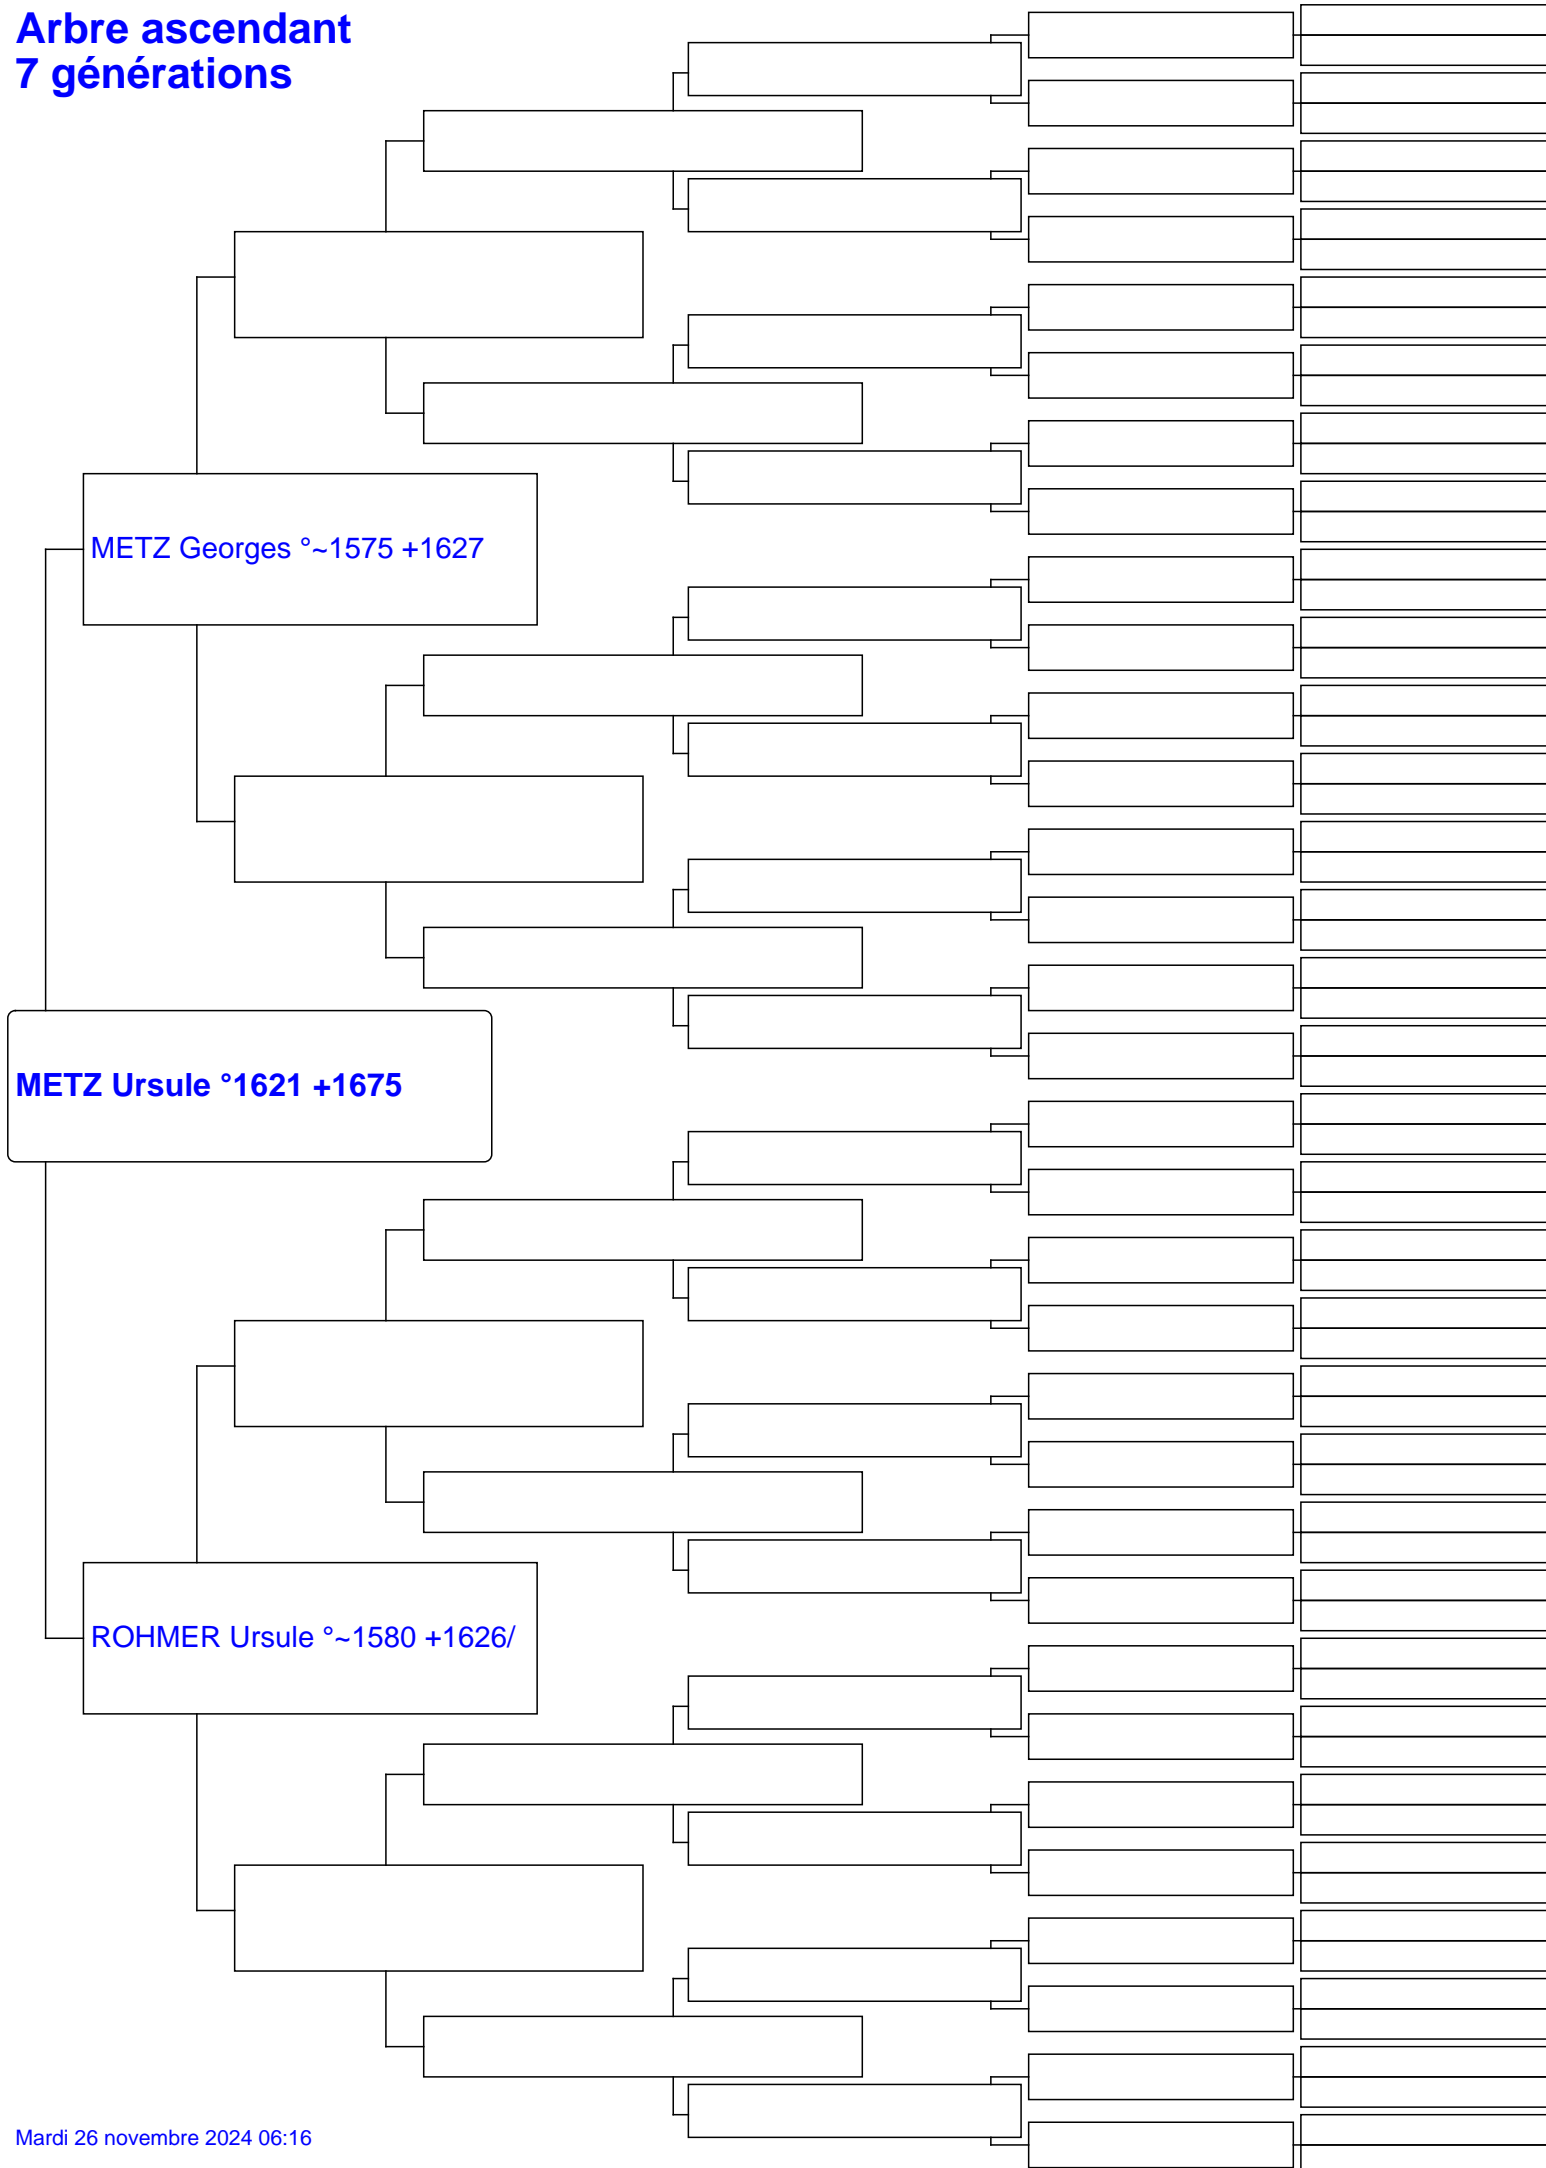 Arbre ascendant
7 générations
METZ Georges °~1575 +1627
METZ Ursule °1621 +1675
ROHMER Ursule °~1580 +1626/
Mardi 26 novembre 2024 06:16